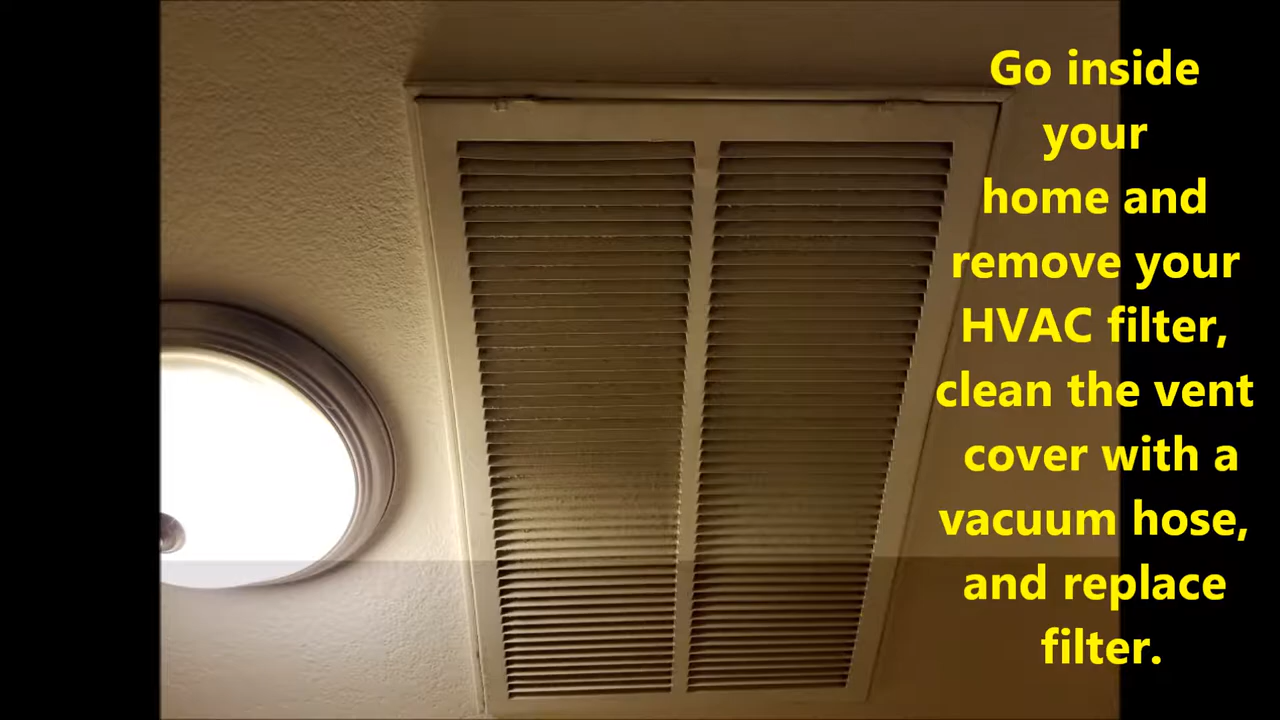 Go inside
your
home and
remove your
HVAC filter,
clean the vent
cover with a
vacuum hose,
and replace
filter.